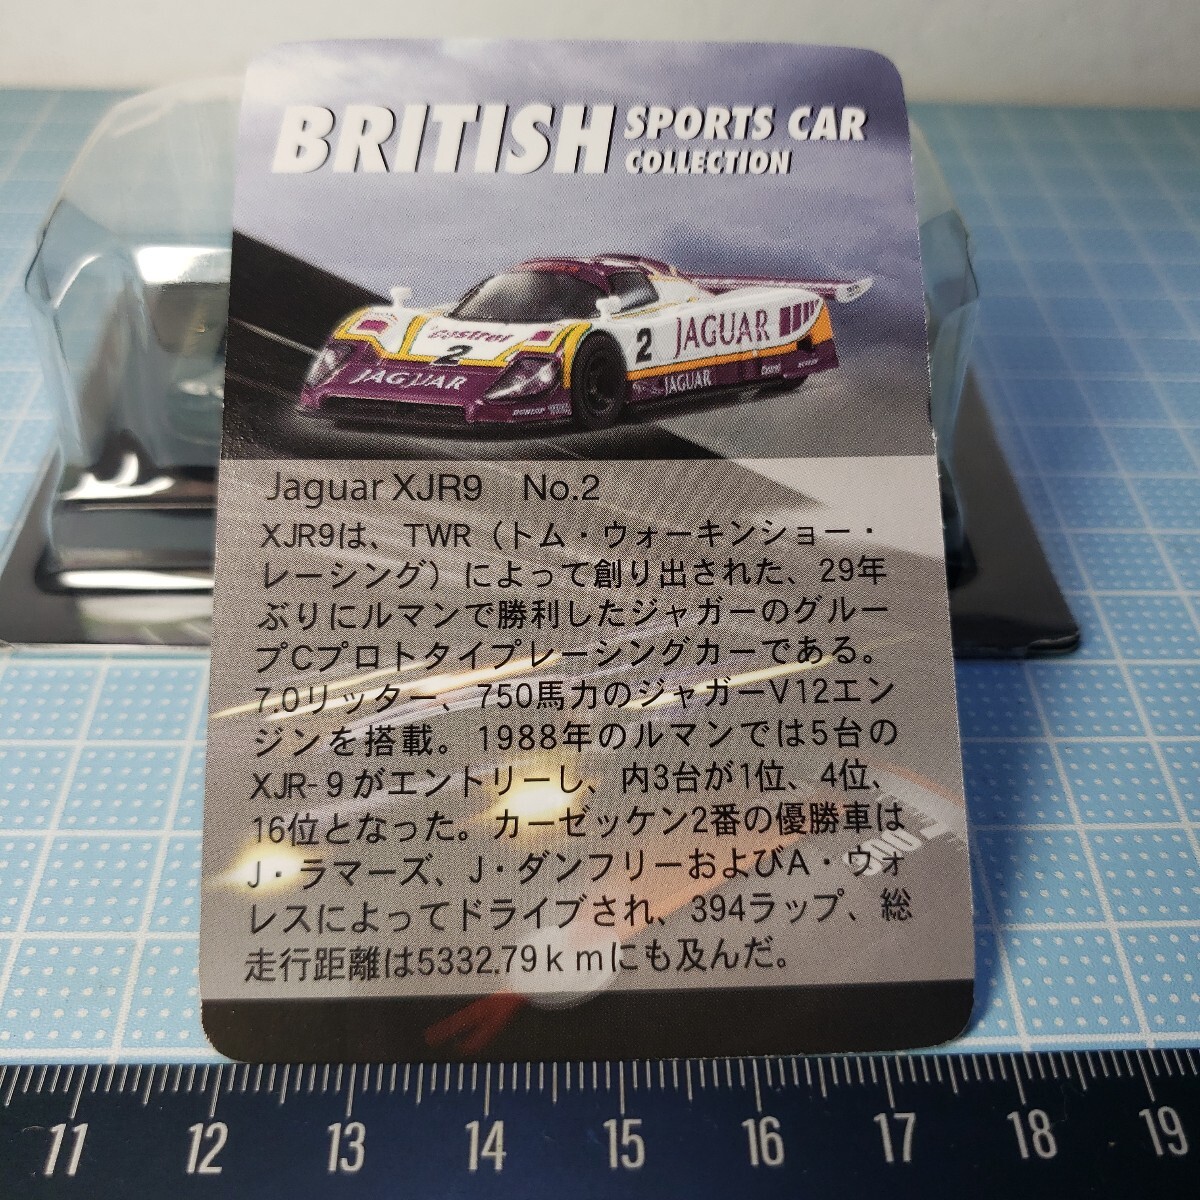 BRITISH SPORTS CAR
COLLECTION
Castrol
2
JAGUAR
2
JAGUAR
JAGUAR
DUNLOP
Jaguar XJR9 No.2
XJR9は、TWR（トム・ウォーキンショー・
レーシング）によって創り出された、29年
ぶりにルマンで勝利したジャガーのグルー
プCプロトタイプレーシングカーである。
7.0リッター、750馬力のジャガーV12エン
ジンを搭載。1988年のルマンでは5台の
XJR-9がエントリーし、内3台が1位、4位、
16位となった。カーゼッケン2番の優勝車は
J・ラマーズ、J・ダンフリーおよびA・ウォ
レスによってドライブされ、394ラップ、総
走行距離は5332.79kmにも及んだ。
11 12 13 14 15 16 17 18 19